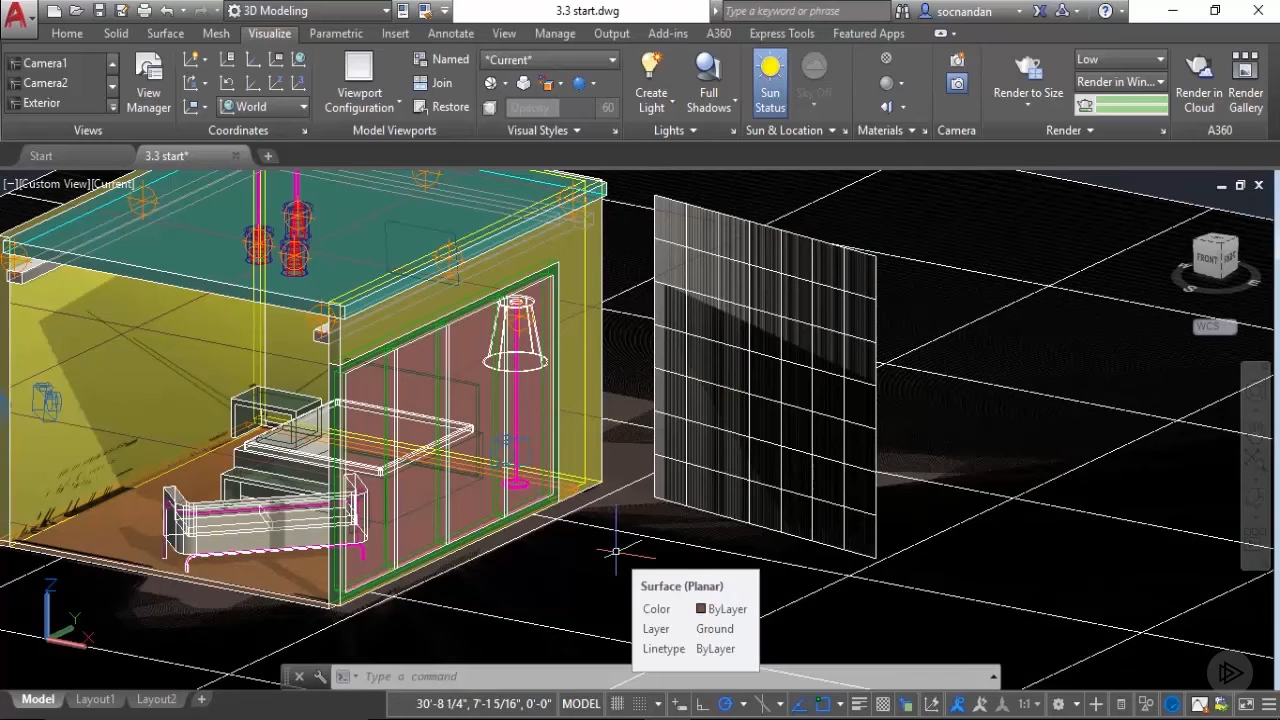 3D Modeling
3.3 start.dwg
Type a keyword or phrase
socnandan
Home Solid Surface Mesh Visualize Parametric Insert Annotate View Manage Output Add-ins A360 Express Tools Featured Apps
Camera1
Camera2
Exterior
View
Manager
World
Viewport
Configuration
Named
Join
Restore
*Current*
Opacity 60
Create
Light
Full
Shadows
Sun
Status
Sky Off
Render to Size
Low
Render in Win...
Render in
Cloud
Render
Gallery
Views Coordinates Model Viewports Visual Styles Lights Sun & Location Materials Camera Render A360
Start 3.3 start*
[−][Custom View][Current]
FRONT
WCS
Z
Y
X
Surface (Planar)
Color ByLayer
Layer Ground
Linetype ByLayer
Type a command
Model Layout1 Layout2
30'-8 1/4", 7'-1 5/16", 0'-0" MODEL 1:1